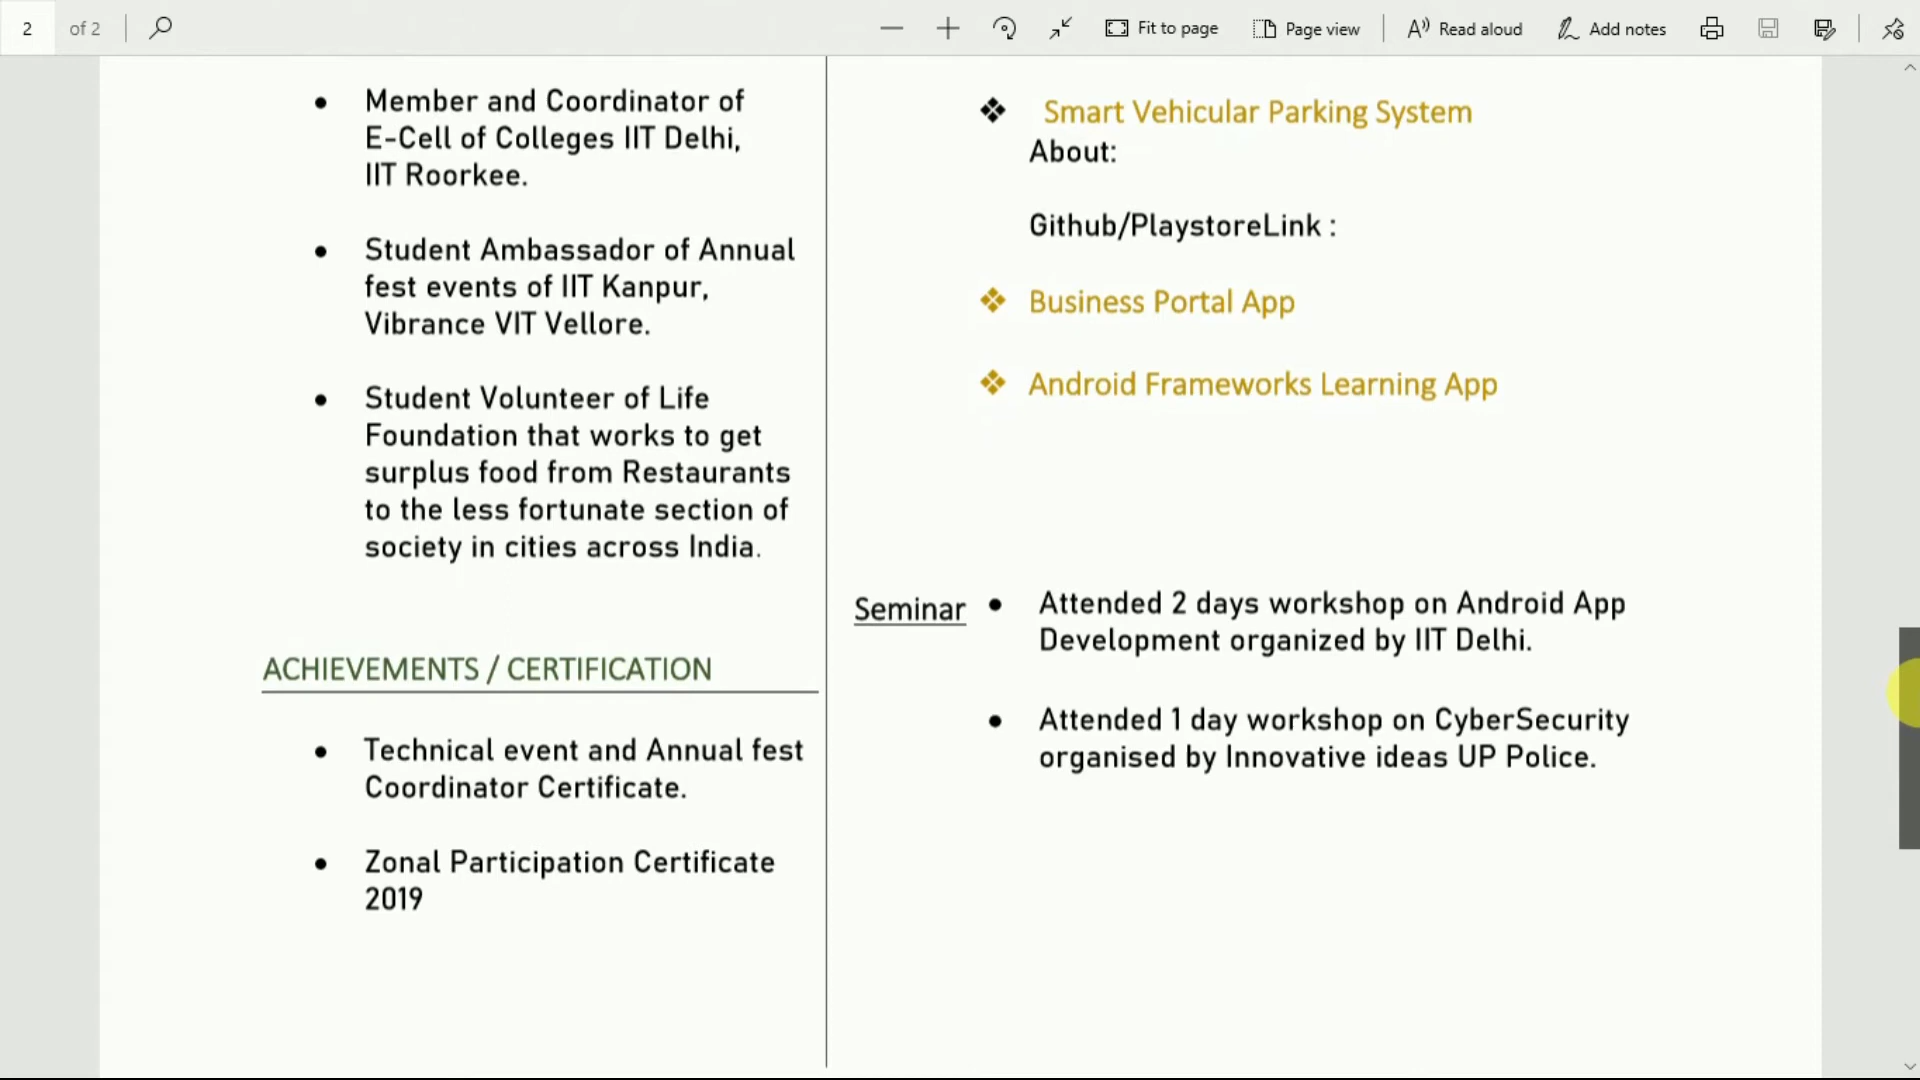 2 of 2 Fit to page Page view Read aloud Add notes
Member and Coordinator of
E-Cell of Colleges IIT Delhi,
IIT Roorkee.
Student Ambassador of Annual
fest events of IIT Kanpur,
Vibrance VIT Vellore.
Student Volunteer of Life
Foundation that works to get
surplus food from Restaurants
to the less fortunate section of
society in cities across India.
ACHIEVEMENTS / CERTIFICATION
Technical event and Annual fest
Coordinator Certificate.
Zonal Participation Certificate
2019
Smart Vehicular Parking System
About:
Github/PlaystoreLink :
Business Portal App
Android Frameworks Learning App
Seminar
Attended 2 days workshop on Android App
Development organized by IIT Delhi.
Attended 1 day workshop on CyberSecurity
organised by Innovative ideas UP Police.